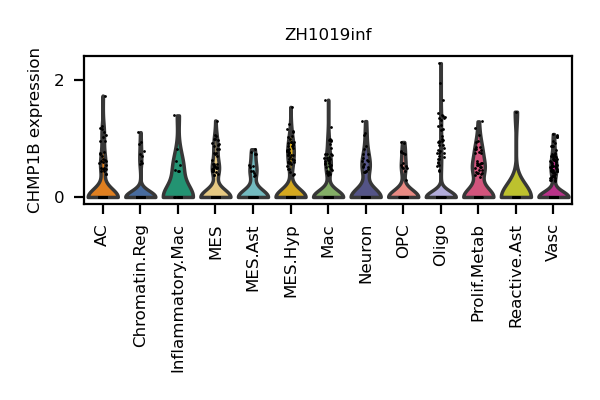 ZH1019inf
CHMP1B expression
2
0
AC
Chromatin.Reg
Inflammatory.Mac
MES
MES.Ast
MES.Hyp
Mac
Neuron
OPC
Oligo
Prolif.Metab
Reactive.Ast
Vasc